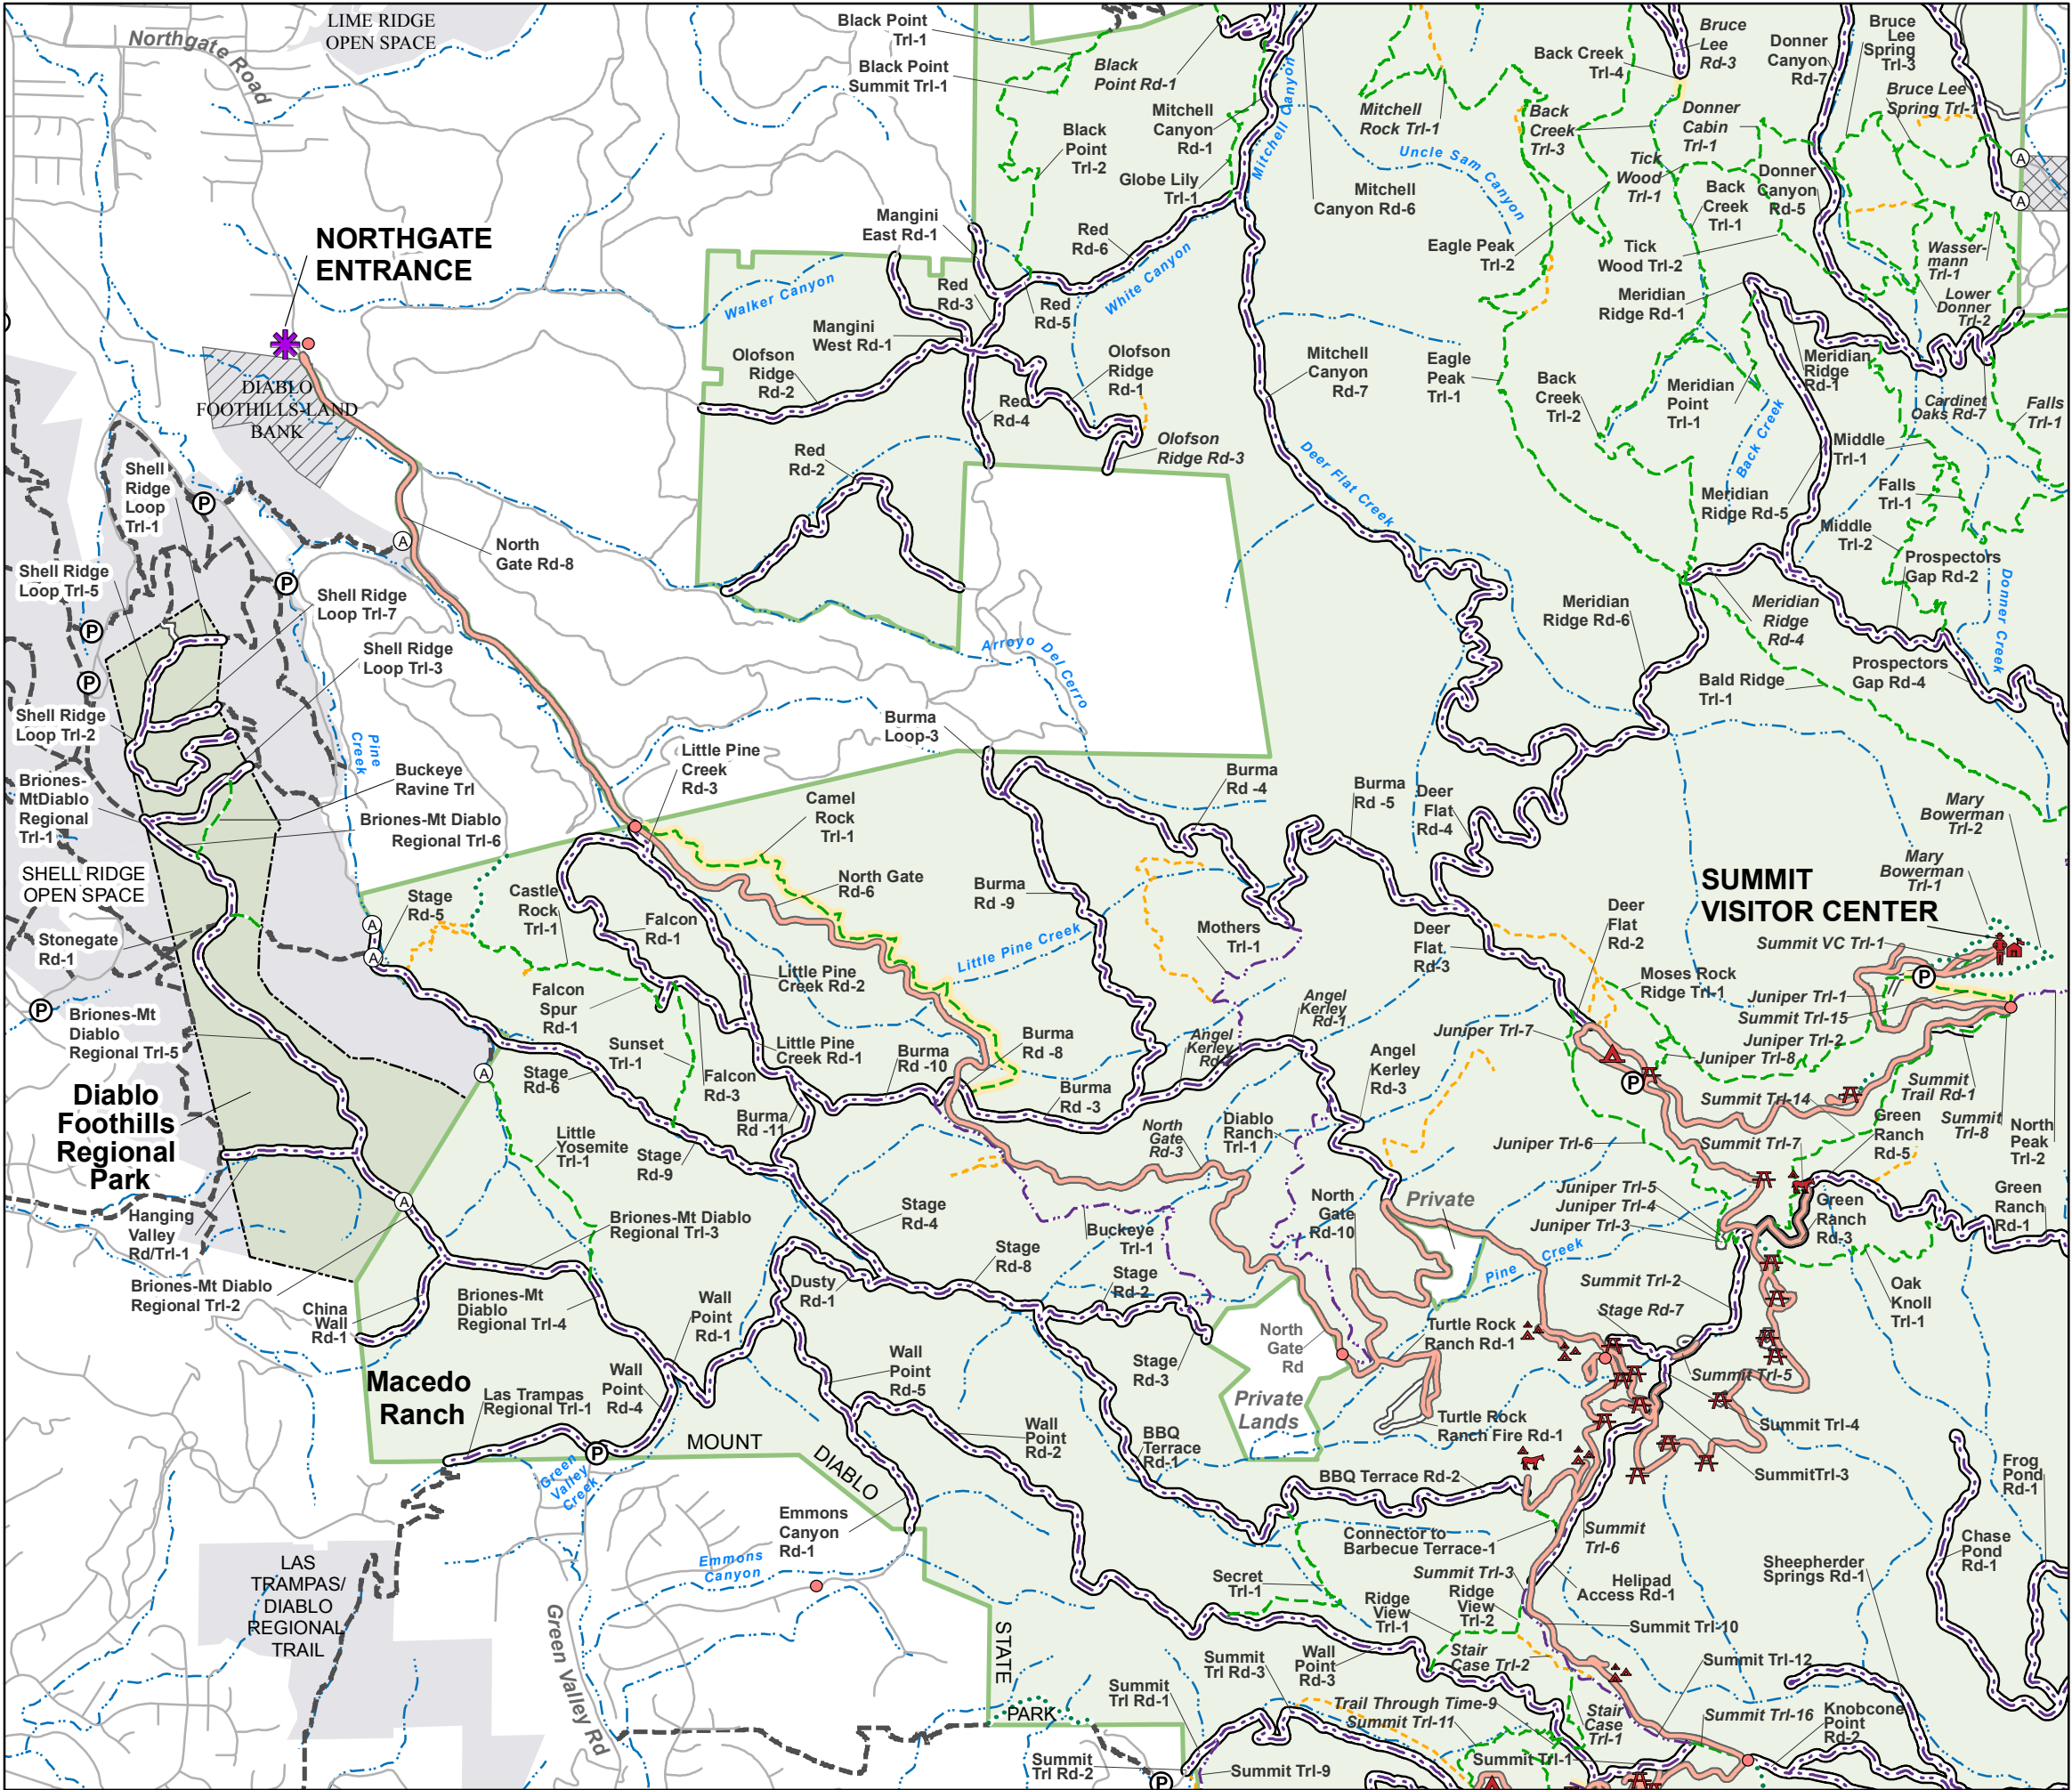 LIME RIDGE
OPEN SPACE
Northgate Road
Black Point
Trl-1
Black Point
Summit Trl-1
Black
Point Rd-1
Mitchell
Canyon
Rd-1
Mitchell Canyon
Black
Point
Trl-2
Globe Lily
Trl-1
Mitchell
Rock Trl-1
Uncle Sam Canyon
Mitchell
Canyon Rd-6
Back Creek
Trl-4
Bruce
Lee
Rd-3
Donner
Canyon
Rd-7
Bruce
Lee
Spring
Trl-3
Bruce Lee
Spring Trl-1
Back
Creek
Trl-3
Donner
Cabin
Trl-1
Tick
Wood
Trl-1
Back
Creek
Trl-1
Donner
Canyon
Rd-5
A
A
Eagle Peak
Trl-2
Tick
Wood Trl-2
Wasser-
mann
Trl-1
Lower
Donner
Trl-2
Meridian
Ridge Rd-1
NORTHGATE
ENTRANCE
Mangini
East Rd-1
Red
Rd-6
Walker Canyon
Red
Rd-3
Red
Rd-5
White Canyon
Mangini
West Rd-1
Olofson
Ridge
Rd-2
Olofson
Ridge
Rd-1
Red
Rd-4
Red
Rd-2
Olofson
Ridge Rd-3
Mitchell
Canyon
Rd-7
Deer Flat Creek
Eagle
Peak
Trl-1
Back
Creek
Trl-2
Meridian
Point
Trl-1
Back Creek
Meridian
Ridge
Rd-1
Cardinet
Oaks Rd-7
Falls
Trl-1
Middle
Trl-1
Meridian
Ridge Rd-5
Falls
Trl-1
Middle
Trl-2
Prospectors
Gap Rd-2
Donner Creek
Meridian
Ridge Rd-6
Meridian
Ridge
Rd-4
Prospectors
Gap Rd-4
Bald Ridge
Trl-1
DIABLO
FOOTHILLS-LAND
BANK
Shell
Ridge
Loop
Trl-1
P
A
North
Gate Rd-8
Shell Ridge
Loop Trl-5
P
P
P
Shell Ridge
Loop Trl-7
Shell Ridge
Loop Trl-3
Shell Ridge
Loop Trl-2
Pine
Creek
Briones-
MtDiablo
Regional
Trl-1
Buckeye
Ravine Trl
Briones-Mt Diablo
Regional Trl-6
SHELL RIDGE
OPEN SPACE
Stonegate
Rd-1
P
Briones-Mt
Diablo
Regional Trl-5
Diablo
Foothills
Regional
Park
Arroyo Del Cerro
Burma
Loop-3
Little Pine
Creek
Rd-3
Camel
Rock
Trl-1
Burma
Rd -4
Burma
Rd -5
Deer
Flat
Rd-4
Stage
Rd-5
A
A
Castle
Rock
Trl-1
Falcon
Rd-1
North Gate
Rd-6
Burma
Rd -9
Little Pine Creek
Mothers
Trl-1
Deer
Flat
Rd-3
Deer
Flat
Rd-2
Falcon
Spur
Rd-1
Little Pine
Creek Rd-2
Mary
Bowerman
Trl-2
Mary
Bowerman
Trl-1
SUMMIT
VISITOR CENTER
Summit VC Trl-1
P
Moses Rock
Ridge Trl-1
Juniper Trl-1
Summit Trl-15
Juniper Trl-2
Juniper Trl-8
Juniper Trl-7
Angel
Kerley
Rd-1
Angel
Kerley
Rd-2
Angel
Kerley
Rd-3
Sunset
Trl-1
Stage
Rd-6
A
Falcon
Rd-3
Little Pine
Creek Rd-1
Burma
Rd -10
Burma
Rd -8
Burma
Rd -3
Burma
Rd -11
P
Summit Trl-14
Summit
Trail Rd-1
Summit
Trl-8
Green
Ranch
Rd-5
North
Peak
Trl-2
Little
Yosemite
Trl-1
Stage
Rd-9
North
Gate
Rd-3
Diablo
Ranch
Trl-1
Juniper Trl-6
Summit Trl-7
Juniper Trl-5
Juniper Trl-4
Juniper Trl-3
Green
Ranch
Rd-3
Green
Ranch
Rd-1
Hanging
Valley
Rd/Trl-1
A
Briones-Mt Diablo
Regional Trl-3
Stage
Rd-4
Buckeye
Trl-1
North
Gate
Rd-10
Private
Pine Creek
Briones-Mt Diablo
Regional Trl-2
China
Wall
Rd-1
Briones-Mt
Diablo
Regional Trl-4
Wall
Point
Rd-1
Dusty
Rd-1
Stage
Rd-8
Stage
Rd-2
Summit Trl-2
Stage Rd-7
Oak
Knoll
Trl-1
Macedo
Ranch
Las Trampas
Regional Trl-1
Wall
Point
Rd-4
Wall
Point
Rd-5
Stage
Rd-3
North
Gate
Rd
Private
Lands
Turtle Rock
Ranch Rd-1
Turtle Rock
Ranch Fire Rd-1
Summit Trl-5
Summit Trl-4
SummitTrl-3
P
MOUNT
DIABLO
STATE
PARK
Green
Valley
Creek
Wall
Point
Rd-2
BBQ
Terrace
Rd-1
BBQ Terrace Rd-2
Frog
Pond
Rd-1
Emmons
Canyon
Rd-1
Emmons
Canyon
Connector to
Barbecue Terrace-1
Summit
Trl-6
Chase
Pond
Rd-1
Sheepherder
Springs Rd-1
LAS
TRAMPAS/
DIABLO
REGIONAL
TRAIL
Green Valley Rd
Secret
Trl-1
Summit Trl-3
Ridge
View
Trl-2
Ridge
View
Trl-1
Helipad
Access Rd-1
Summit Trl-10
Stair
Case Trl-2
Summit Trl-12
Summit
Trl Rd-3
Wall
Point
Rd-3
Summit
Trl Rd-1
Trail Through Time-9
Summit Trl-11
Stair
Case
Trl-1
Summit Trl-16
Knobcone
Point
Rd-2
Summit
Trl Rd-2
P
Summit Trl-9
Summit Trl-1